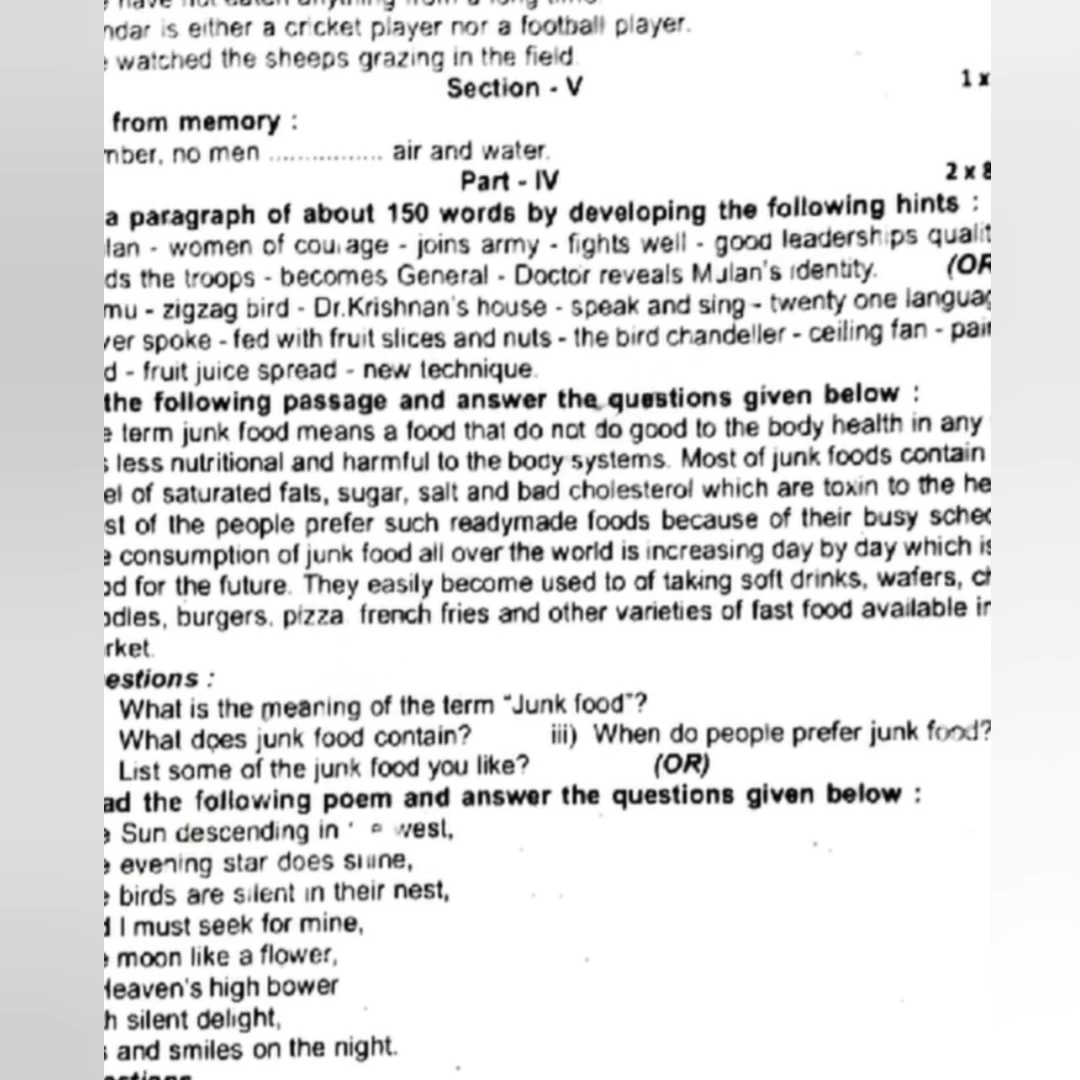 ndar is either a cricket player nor a football player.
watched the sheeps grazing in the field.
Section - V
1 x
from memory :
mber, no men ................. air and water.
Part - IV
2 x 8
a paragraph of about 150 words by developing the following hints :
lan - women of courage - joins army - fights well - good leaderships qualit
ds the troops - becomes General - Doctor reveals Mulan's identity.
(OR
mu - zigzag bird - Dr.Krishnan's house - speak and sing - twenty one languag
ver spoke - fed with fruit slices and nuts - the bird chandeller - ceiling fan - pain
d - fruit juice spread - new technique.
the following passage and answer the questions given below :
e term junk food means a food that do not do good to the body health in any
s less nutritional and harmful to the body systems. Most of junk foods contain
el of saturated fats, sugar, salt and bad cholesterol which are toxin to the he
st of the people prefer such readymade foods because of their busy sched
e consumption of junk food all over the world is increasing day by day which is
od for the future. They easily become used to of taking soft drinks, wafers, ch
odles, burgers, pizza french fries and other varieties of fast food available in
rket.
estions :
What is the meaning of the term "Junk food"?
What does junk food contain?
iii) When do people prefer junk food?
List some of the junk food you like?
(OR)
ad the following poem and answer the questions given below :
e Sun descending in west,
e evening star does shine,
e birds are silent in their nest,
d I must seek for mine,
e moon like a flower,
Heaven's high bower
h silent delight,
s and smiles on the night.